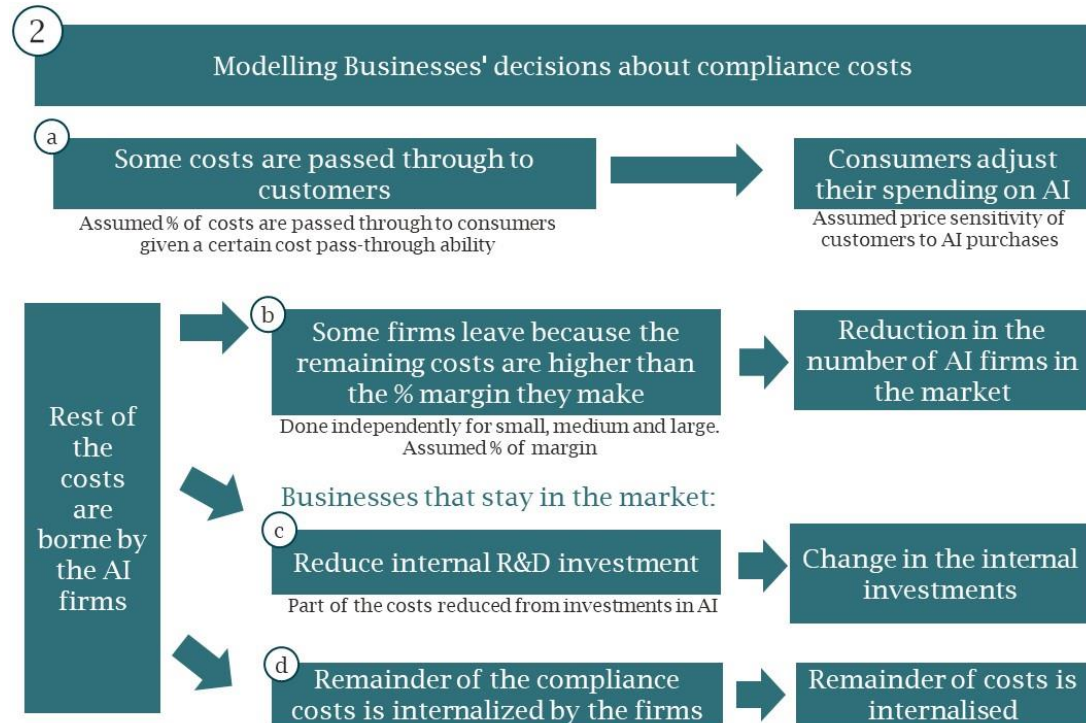 2
Modelling Businesses' decisions about compliance costs
a
Some costs are passed through to
customers
Assumed % of costs are passed through to consumers
given a certain cost pass-through ability
Consumers adjust
their spending on AI
Assumed price sensitivity of
customers to AI purchases
Rest of
the
costs
are
borne by
the AI
firms
b
Some firms leave because the
remaining costs are higher than
the % margin they make
Done independently for small, medium and large.
Assumed % of margin
Reduction in the
number of AI firms in
the market
Businesses that stay in the market:
c
Reduce internal R&D investment
Part of the costs reduced from investments in AI
Change in the internal
investments
d
Remainder of the compliance
costs is internalized by the firms
Remainder of costs is
internalised